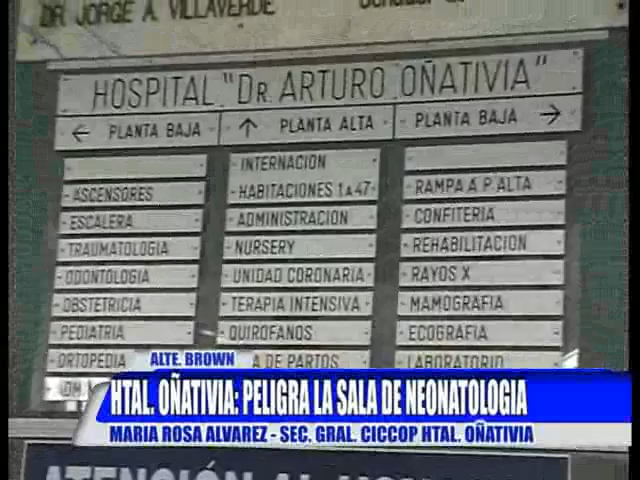 DR. JORGE A. VILLAVERDE
HOSPITAL "DR. ARTURO OÑATIVIA"
← PLANTA BAJA
↑ PLANTA ALTA
PLANTA BAJA →
- ASCENSORES
- ESCALERA
- TRAUMATOLOGIA
- ODONTOLOGIA
- OBSTETRICIA
- PEDIATRIA
- ORTOPEDIA
- INTERNACION
- HABITACIONES 1 a 47 -
- ADMINISTRACION
- NURSERY
- UNIDAD CORONARIA -
- TERAPIA INTENSIVA -
- QUIROFANOS
A DE PARTOS
- RAMPA A P. ALTA
- CONFITERIA
- REHABILITACION
- RAYOS X
- MAMOGRAFIA
- ECOGRAFIA
- LABORATORIO
ALTE. BROWN
HTAL. OÑATIVIA: PELIGRA LA SALA DE NEONATOLOGIA
MARIA ROSA ALVAREZ - SEC. GRAL. CICCOP HTAL. OÑATIVIA
ATENCIÓN AL